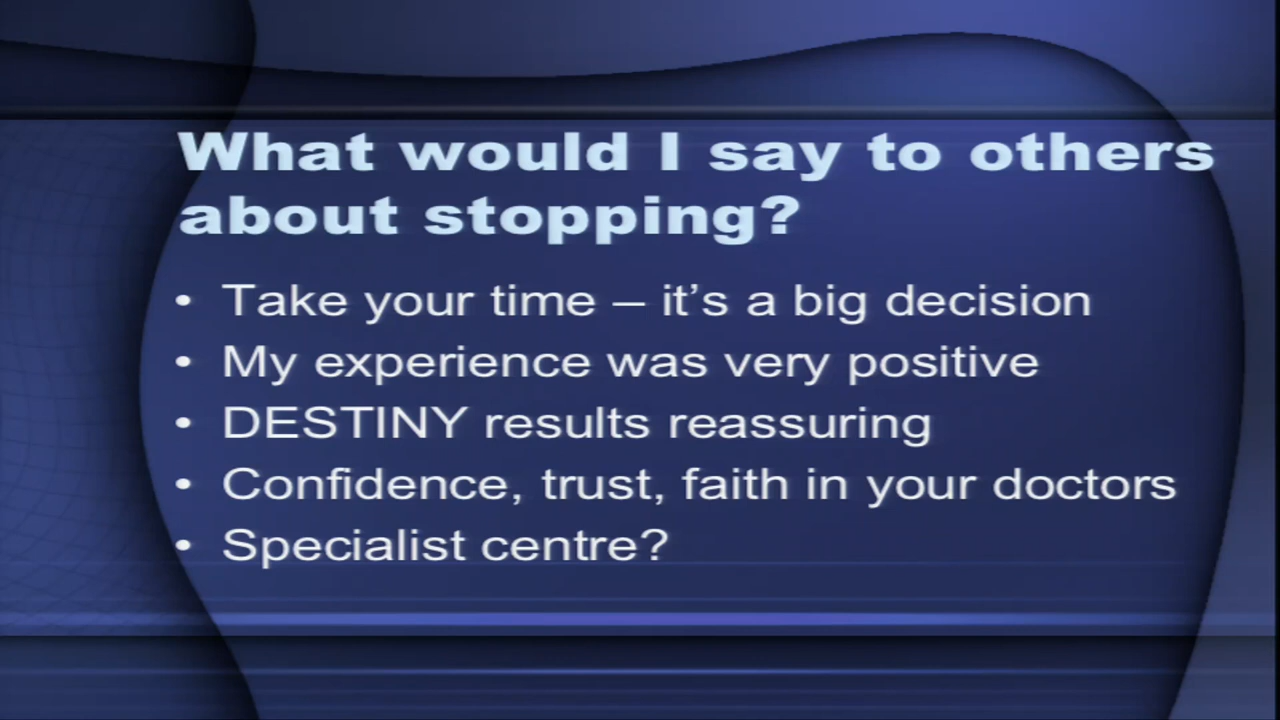 What would I say to others
about stopping?
• Take your time – it’s a big decision
• My experience was very positive
• DESTINY results reassuring
• Confidence, trust, faith in your doctors
• Specialist centre?